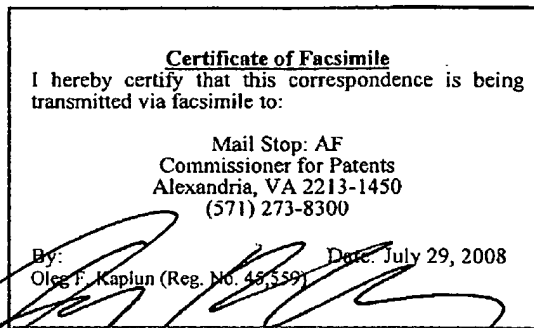 Certificate of Facsimile
I hereby certify that this correspondence is being
transmitted via facsimile to:
Mail Stop: AF
Commissioner for Patents
Alexandria, VA 2213-1450
(571) 273-8300
By: Date: July 29, 2008
Oleg F. Kaplun (Reg. No. 45,559)